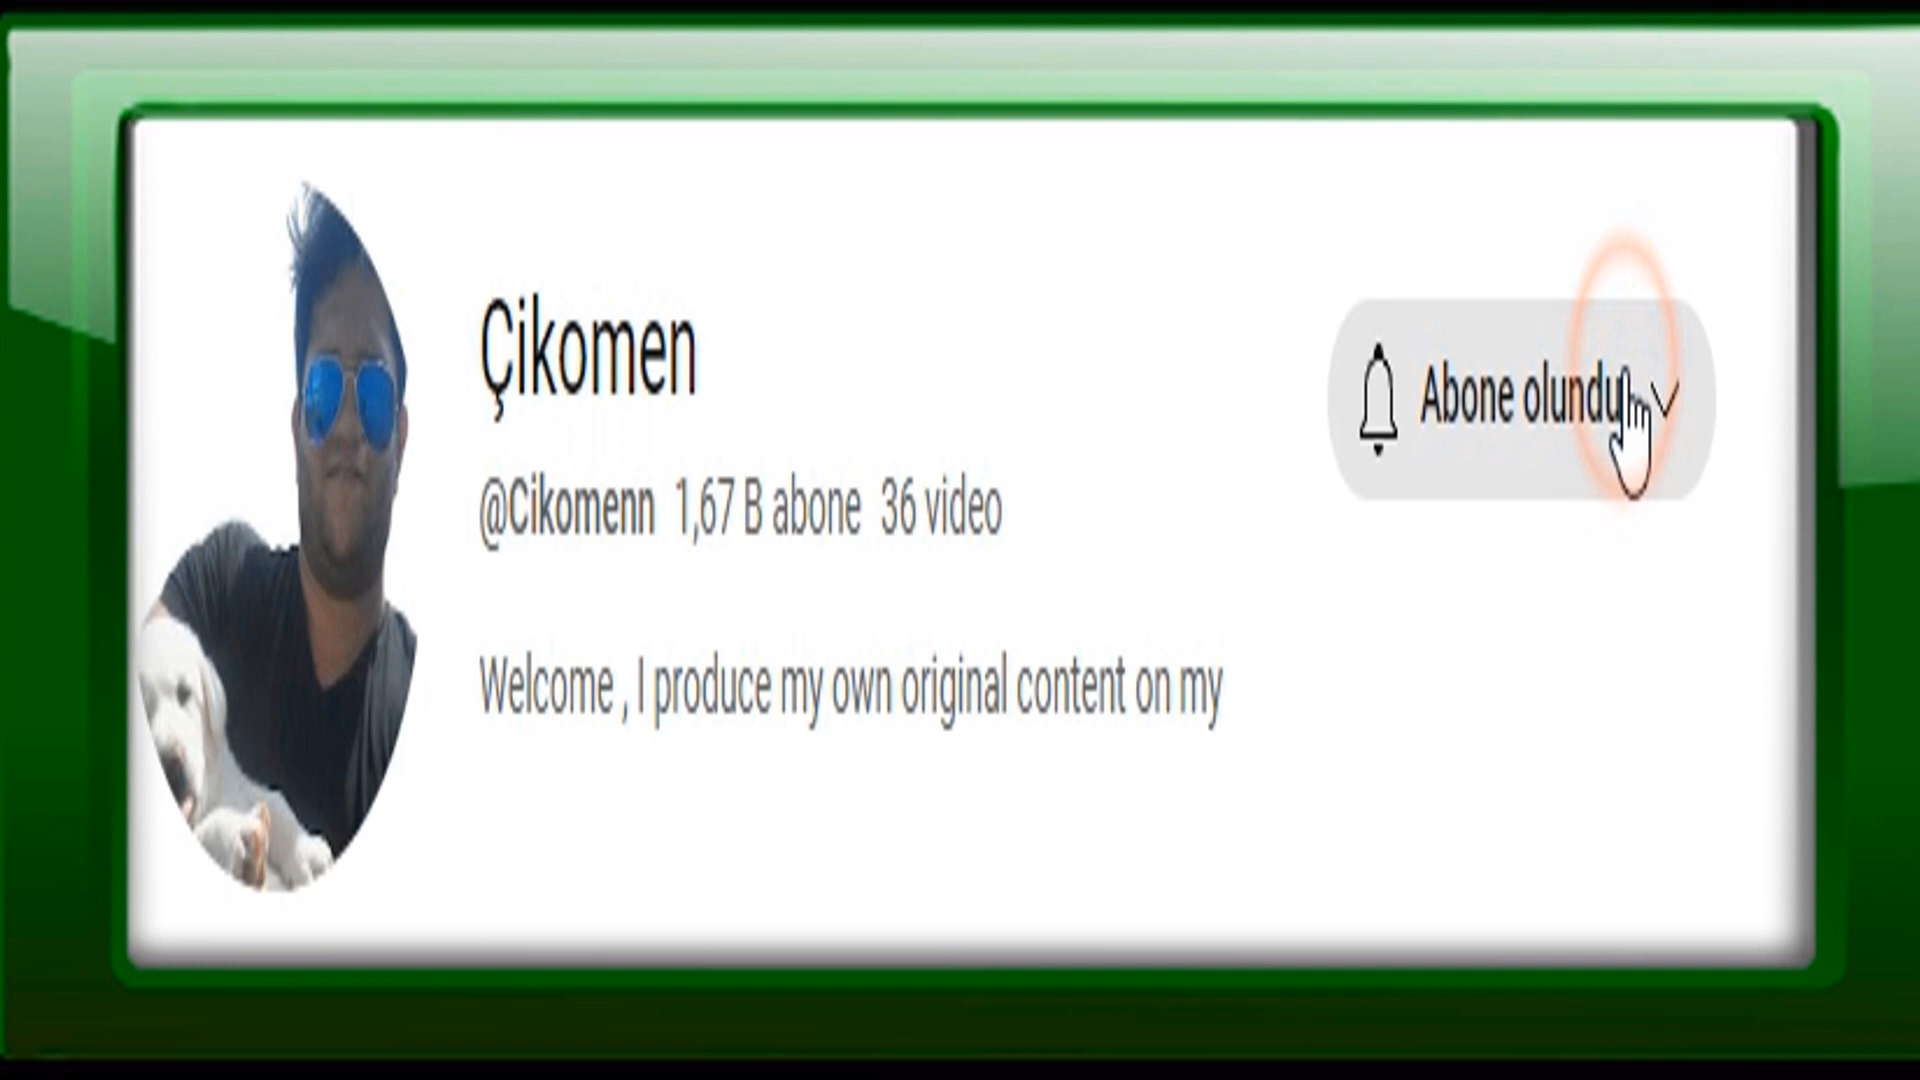 Çikomen
Abone olundu
@Cikomenn 1,67 B abone 36 video
Welcome , I produce my own original content on my